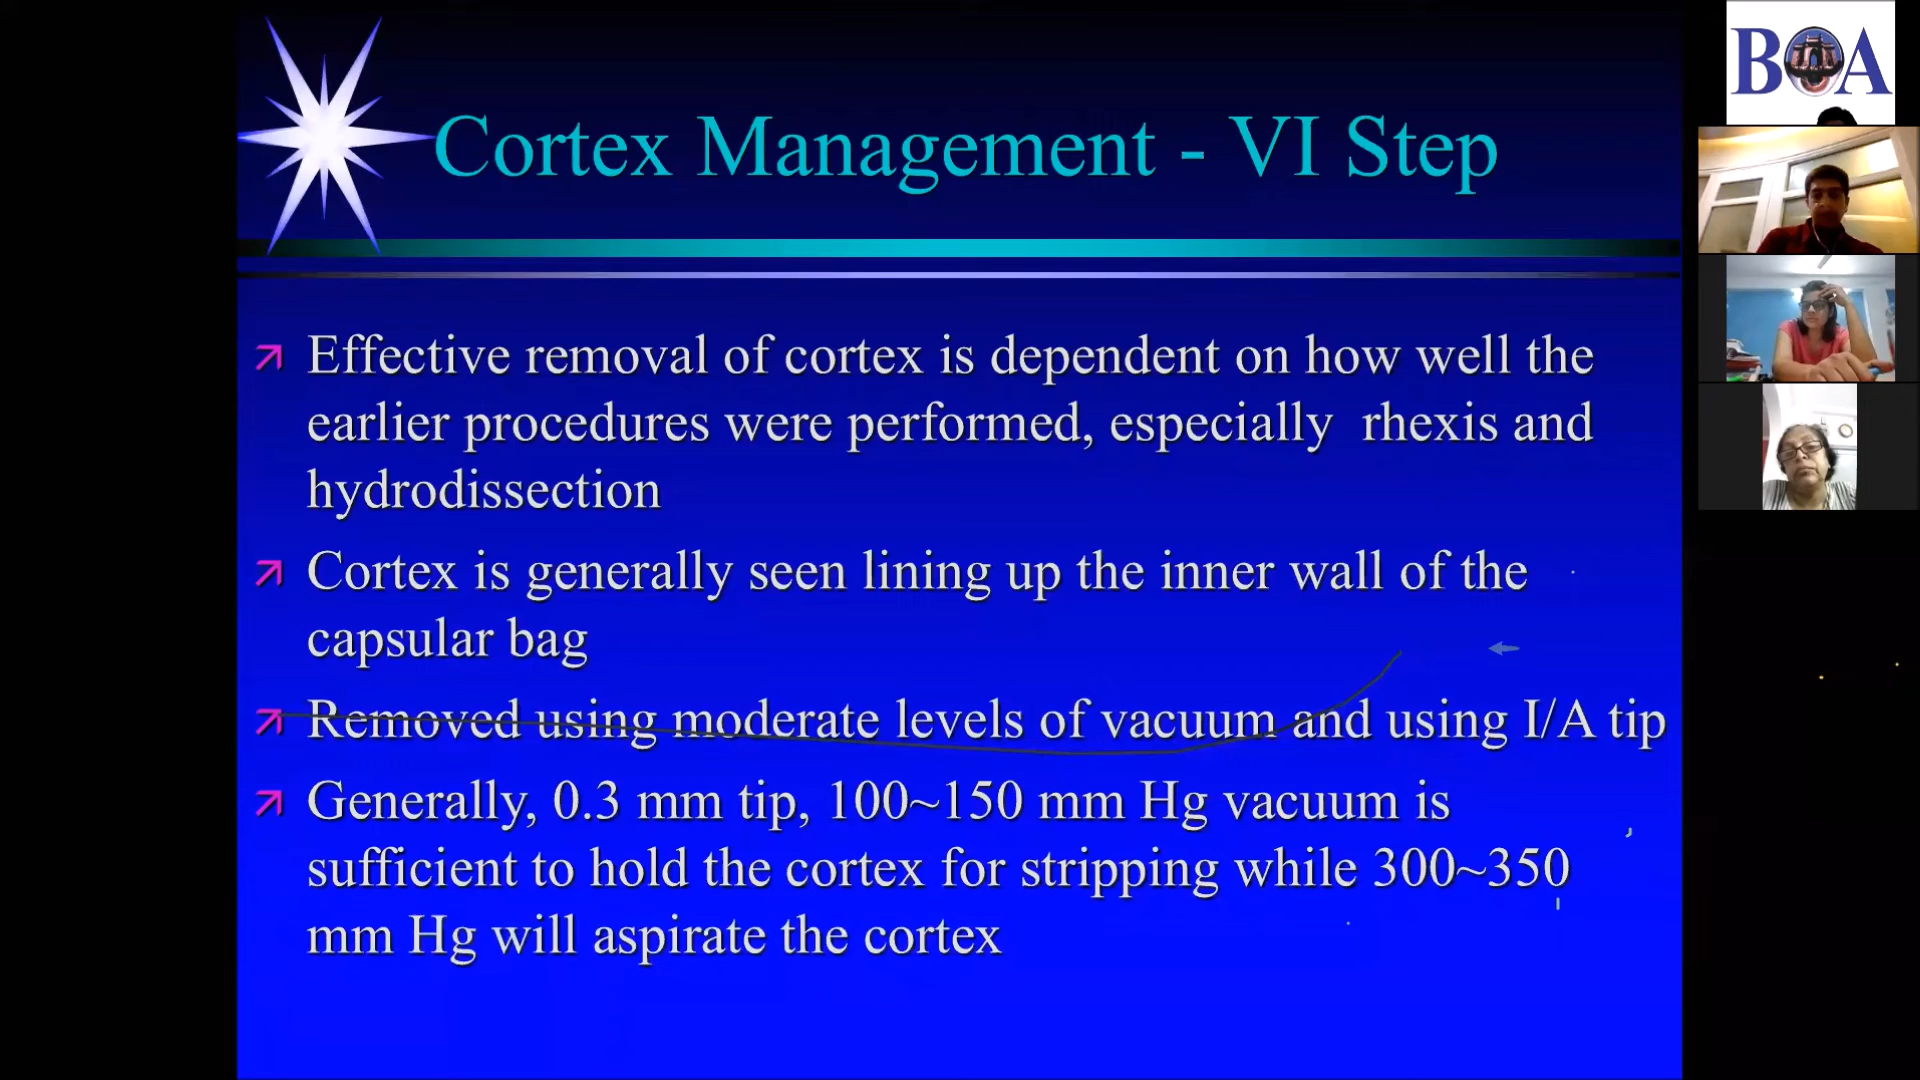 BOA
Cortex Management - VI Step
Effective removal of cortex is dependent on how well the
earlier procedures were performed, especially rhexis and
hydrodissection
Cortex is generally seen lining up the inner wall of the
capsular bag
Removed using moderate levels of vacuum and using I/A tip
Generally, 0.3 mm tip, 100~150 mm Hg vacuum is
sufficient to hold the cortex for stripping while 300~350
mm Hg will aspirate the cortex